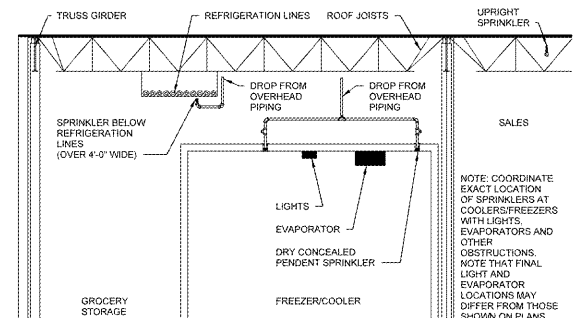 TRUSS GIRDER
REFRIGERATION LINES
ROOF JOISTS
UPRIGHT
SPRINKLER
DROP FROM
OVERHEAD
PIPING
DROP FROM
OVERHEAD
PIPING
SPRINKLER BELOW
REFRIGERATION
LINES
(OVER 4'-0" WIDE)
SALES
LIGHTS
EVAPORATOR
DRY CONCEALED
PENDENT SPRINKLER
NOTE: COORDINATE
EXACT LOCATION
OF SPRINKLERS AT
COOLERS/FREEZERS
WITH LIGHTS,
EVAPORATORS AND
OTHER
OBSTRUCTIONS.
NOTE THAT FINAL
LIGHT AND
EVAPORATOR
LOCATIONS MAY
DIFFER FROM THOSE
SHOWN ON PLANS
GROCERY
STORAGE
FREEZER/COOLER